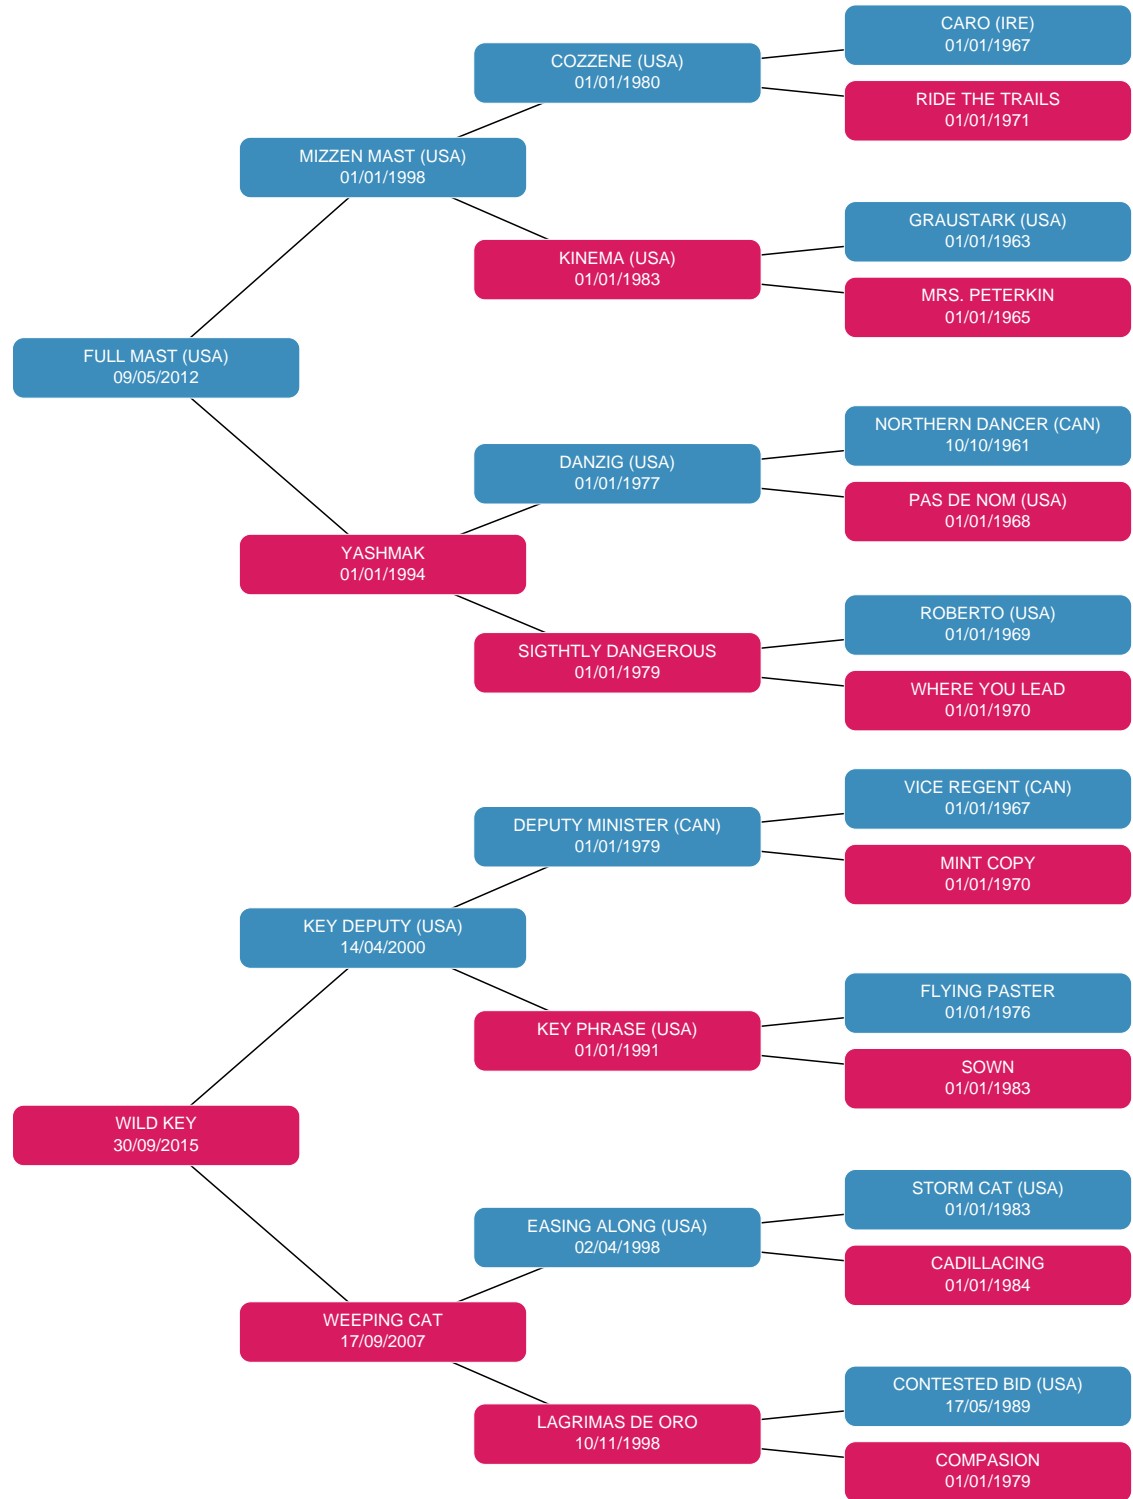 CARO (IRE)
01/01/1967
COZZENE (USA)
01/01/1980
RIDE THE TRAILS
01/01/1971
MIZZEN MAST (USA)
01/01/1998
GRAUSTARK (USA)
01/01/1963
KINEMA (USA)
01/01/1983
MRS. PETERKIN
01/01/1965
FULL MAST (USA)
09/05/2012
NORTHERN DANCER (CAN)
10/10/1961
DANZIG (USA)
01/01/1977
PAS DE NOM (USA)
01/01/1968
YASHMAK
01/01/1994
ROBERTO (USA)
01/01/1969
SIGTHTLY DANGEROUS
01/01/1979
WHERE YOU LEAD
01/01/1970
VICE REGENT (CAN)
01/01/1967
DEPUTY MINISTER (CAN)
01/01/1979
MINT COPY
01/01/1970
KEY DEPUTY (USA)
14/04/2000
FLYING PASTER
01/01/1976
KEY PHRASE (USA)
01/01/1991
SOWN
01/01/1983
WILD KEY
30/09/2015
STORM CAT (USA)
01/01/1983
EASING ALONG (USA)
02/04/1998
CADILLACING
01/01/1984
WEEPING CAT
17/09/2007
CONTESTED BID (USA)
17/05/1989
LAGRIMAS DE ORO
10/11/1998
COMPASION
01/01/1979